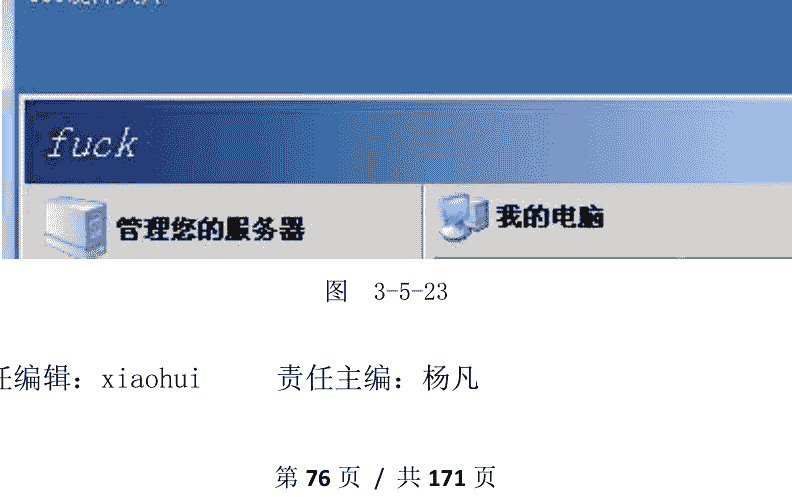 fuck
管理您的服务器
我的电脑
图 3-5-23
任编辑：xiaohui 责任主编：杨凡
第 76 页 / 共 171 页